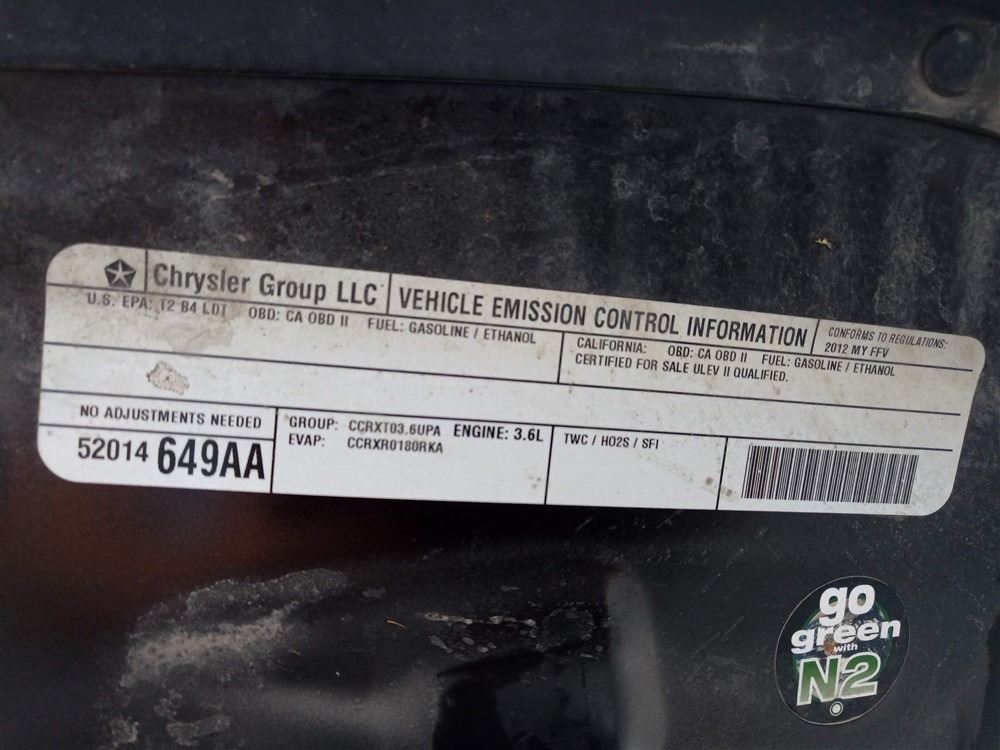 Chrysler Group LLC
VEHICLE EMISSION CONTROL INFORMATION
CONFORMS TO REGULATIONS:
2012 MY FFV
U.S. EPA: T2 B4 LDT OBD: CA OBD II FUEL: GASOLINE / ETHANOL
CALIFORNIA: OBD: CA OBD II FUEL: GASOLINE / ETHANOL
CERTIFIED FOR SALE ULEV II QUALIFIED.
NO ADJUSTMENTS NEEDED
52014 649AA
GROUP: CCRXT03.6UPA ENGINE: 3.6L
EVAP: CCRXR0180RKA
TWC / HO2S / SFI
go
green
with
N2